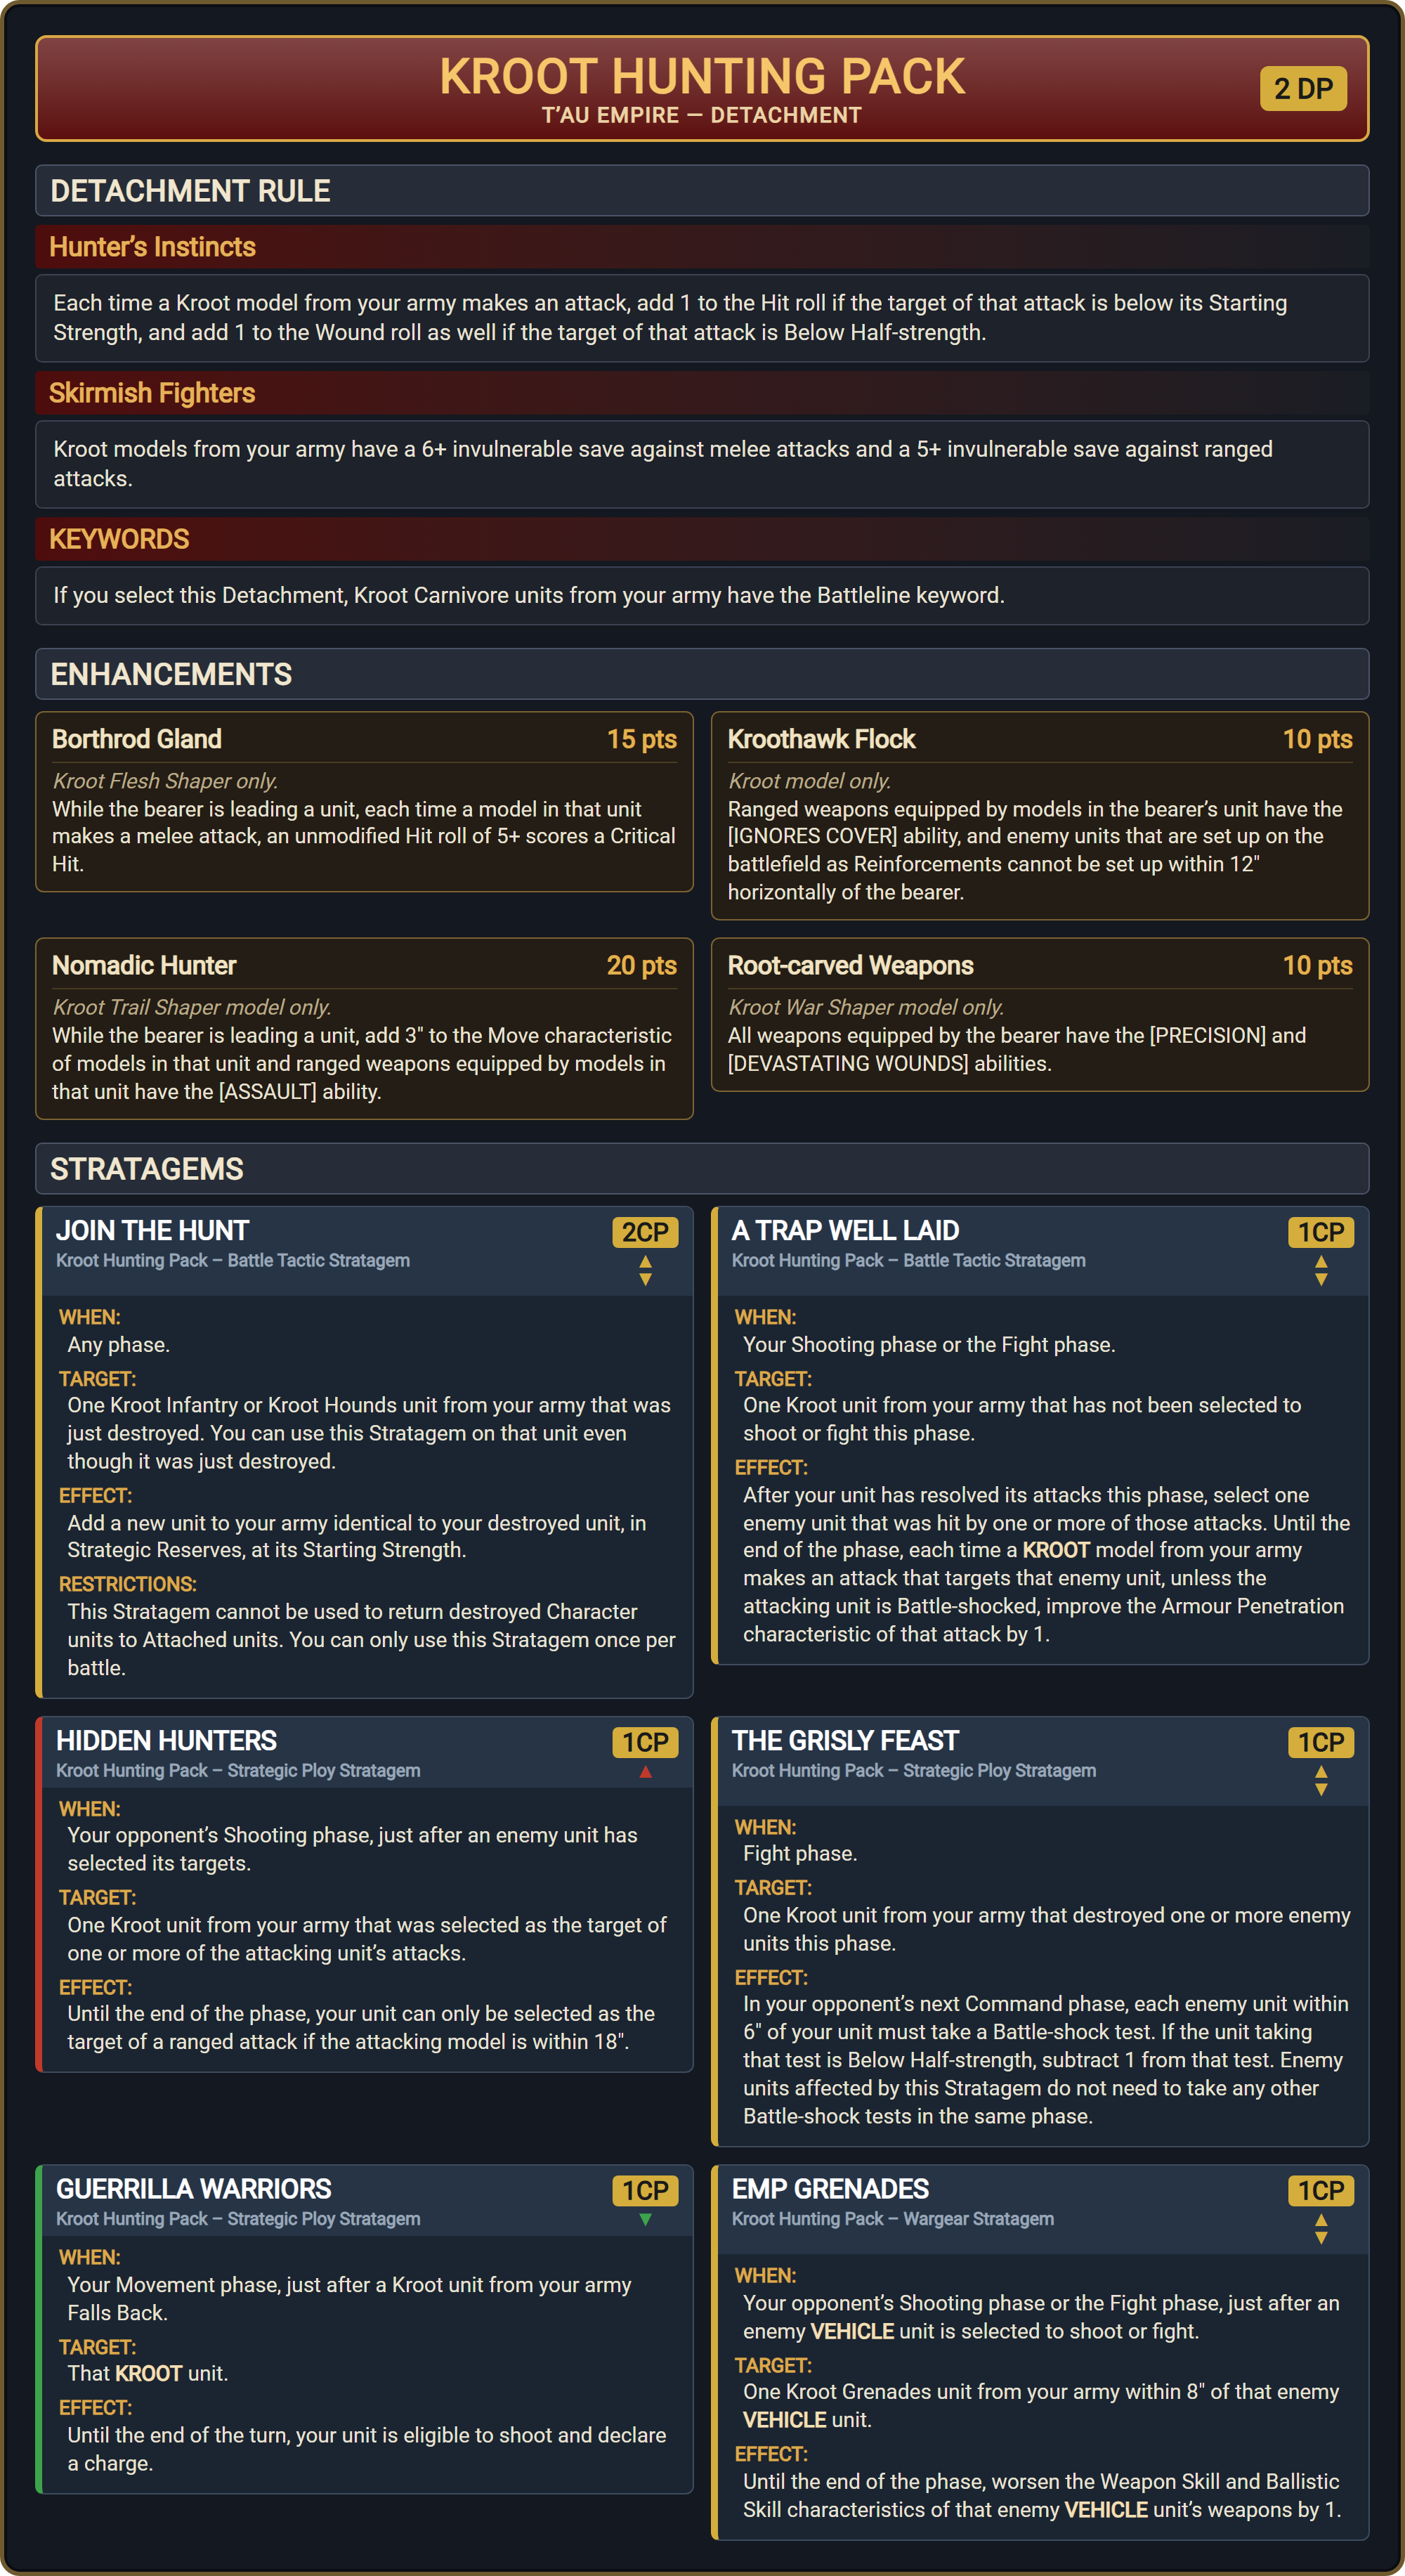 KROOT HUNTING PACK
T’AU EMPIRE — DETACHMENT
2 DP
DETACHMENT RULE
Hunter’s Instincts
Each time a Kroot model from your army makes an attack, add 1 to the Hit roll if the target of that attack is below its Starting
Strength, and add 1 to the Wound roll as well if the target of that attack is Below Half-strength.
Skirmish Fighters
Kroot models from your army have a 6+ invulnerable save against melee attacks and a 5+ invulnerable save against ranged
attacks.
KEYWORDS
If you select this Detachment, Kroot Carnivore units from your army have the Battleline keyword.
ENHANCEMENTS
Borthrod Gland 15 pts
Kroot Flesh Shaper only.
While the bearer is leading a unit, each time a model in that unit
makes a melee attack, an unmodified Hit roll of 5+ scores a Critical
Hit.
Kroothawk Flock 10 pts
Kroot model only.
Ranged weapons equipped by models in the bearer’s unit have the
[IGNORES COVER] ability, and enemy units that are set up on the
battlefield as Reinforcements cannot be set up within 12"
horizontally of the bearer.
Nomadic Hunter 20 pts
Kroot Trail Shaper model only.
While the bearer is leading a unit, add 3" to the Move characteristic
of models in that unit and ranged weapons equipped by models in
that unit have the [ASSAULT] ability.
Root-carved Weapons 10 pts
Kroot War Shaper model only.
All weapons equipped by the bearer have the [PRECISION] and
[DEVASTATING WOUNDS] abilities.
STRATAGEMS
JOIN THE HUNT 2CP
Kroot Hunting Pack – Battle Tactic Stratagem
▲
▼
WHEN:
Any phase.
TARGET:
One Kroot Infantry or Kroot Hounds unit from your army that was
just destroyed. You can use this Stratagem on that unit even
though it was just destroyed.
EFFECT:
Add a new unit to your army identical to your destroyed unit, in
Strategic Reserves, at its Starting Strength.
RESTRICTIONS:
This Stratagem cannot be used to return destroyed Character
units to Attached units. You can only use this Stratagem once per
battle.
A TRAP WELL LAID 1CP
Kroot Hunting Pack – Battle Tactic Stratagem
▲
▼
WHEN:
Your Shooting phase or the Fight phase.
TARGET:
One Kroot unit from your army that has not been selected to
shoot or fight this phase.
EFFECT:
After your unit has resolved its attacks this phase, select one
enemy unit that was hit by one or more of those attacks. Until the
end of the phase, each time a KROOT model from your army
makes an attack that targets that enemy unit, unless the
attacking unit is Battle-shocked, improve the Armour Penetration
characteristic of that attack by 1.
HIDDEN HUNTERS 1CP
Kroot Hunting Pack – Strategic Ploy Stratagem
▲
WHEN:
Your opponent’s Shooting phase, just after an enemy unit has
selected its targets.
TARGET:
One Kroot unit from your army that was selected as the target of
one or more of the attacking unit’s attacks.
EFFECT:
Until the end of the phase, your unit can only be selected as the
target of a ranged attack if the attacking model is within 18".
THE GRISLY FEAST 1CP
Kroot Hunting Pack – Strategic Ploy Stratagem
▲
▼
WHEN:
Fight phase.
TARGET:
One Kroot unit from your army that destroyed one or more enemy
units this phase.
EFFECT:
In your opponent’s next Command phase, each enemy unit within
6" of your unit must take a Battle-shock test. If the unit taking
that test is Below Half-strength, subtract 1 from that test. Enemy
units affected by this Stratagem do not need to take any other
Battle-shock tests in the same phase.
GUERRILLA WARRIORS 1CP
Kroot Hunting Pack – Strategic Ploy Stratagem
▼
WHEN:
Your Movement phase, just after a Kroot unit from your army
Falls Back.
TARGET:
That KROOT unit.
EFFECT:
Until the end of the turn, your unit is eligible to shoot and declare
a charge.
EMP GRENADES 1CP
Kroot Hunting Pack – Wargear Stratagem
▲
▼
WHEN:
Your opponent’s Shooting phase or the Fight phase, just after an
enemy VEHICLE unit is selected to shoot or fight.
TARGET:
One Kroot Grenades unit from your army within 8" of that enemy
VEHICLE unit.
EFFECT:
Until the end of the phase, worsen the Weapon Skill and Ballistic
Skill characteristics of that enemy VEHICLE unit’s weapons by 1.